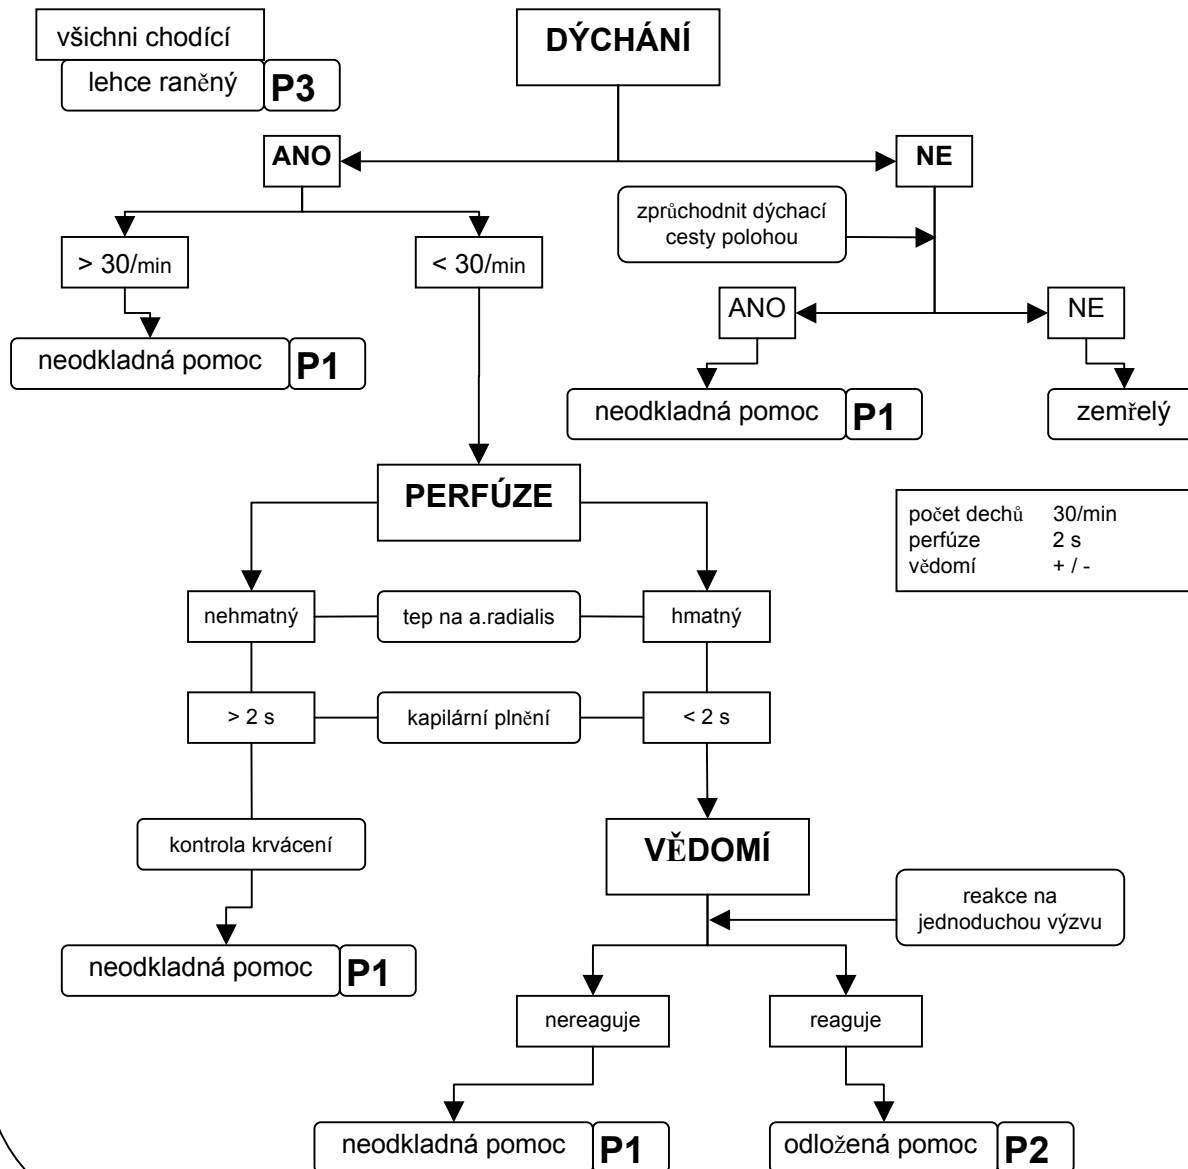 všichni chodící
lehce raněný P3
DÝCHÁNÍ
ANO
NE
zprůchodnit dýchací
cesty polohou
> 30/min
< 30/min
ANO
NE
neodkladná pomoc P1
neodkladná pomoc P1
zemřelý
PERFÚZE
počet dechů 30/min
perfúze 2 s
vědomí + / -
nehmatný
tep na a.radialis
hmatný
> 2 s
kapilární plnění
< 2 s
kontrola krvácení
VĚDOMÍ
reakce na
jednoduchou výzvu
neodkladná pomoc P1
nereaguje
reaguje
neodkladná pomoc P1
odložená pomoc P2